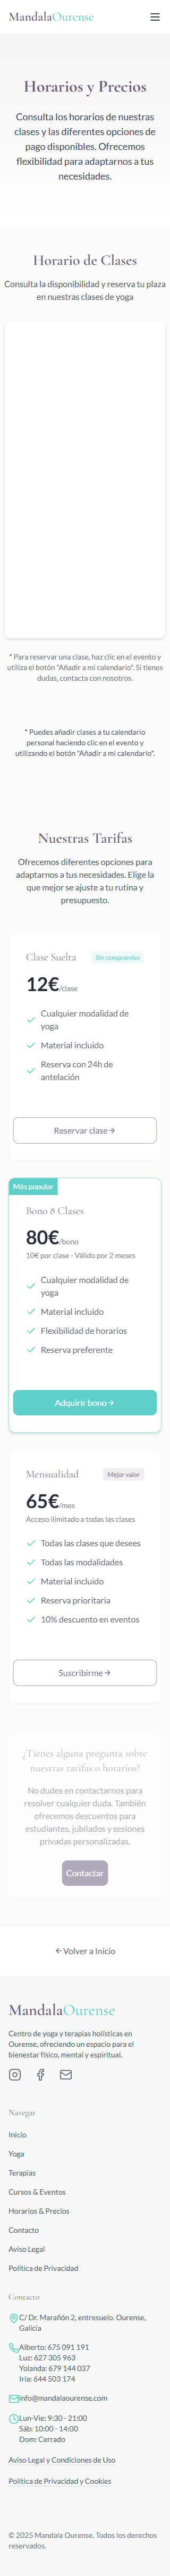 MandalaOurense
Horarios y Precios
Consulta los horarios de nuestras
clases y las diferentes opciones de
pago disponibles. Ofrecemos
flexibilidad para adaptarnos a tus
necesidades.
Horario de Clases
Consulta la disponibilidad y reserva tu plaza
en nuestras clases de yoga
* Para reservar una clase, haz clic en el evento y
utiliza el botón "Añadir a mi calendario". Si tienes
dudas, contacta con nosotros.
* Puedes añadir clases a tu calendario
personal haciendo clic en el evento y
utilizando el botón "Añadir a mi calendario".
Nuestras Tarifas
Ofrecemos diferentes opciones para
adaptarnos a tus necesidades. Elige la
que mejor se ajuste a tu rutina y
presupuesto.
Clase Suelta Sin compromiso
12€/clase
Cualquier modalidad de
yoga
Material incluido
Reserva con 24h de
antelación
Reservar clase→
Más popular
Bono 8 Clases
80€/bono
10€ por clase - Válido por 2 meses
Cualquier modalidad de
yoga
Material incluido
Flexibilidad de horarios
Reserva preferente
Adquirir bono→
Mensualidad Mejor valor
65€/mes
Acceso ilimitado a todas las clases
Todas las clases que desees
Todas las modalidades
Material incluido
Reserva prioritaria
10% descuento en eventos
Suscribirme→
¿Tienes alguna pregunta sobre
nuestras tarifas o horarios?
No dudes en contactarnos para
resolver cualquier duda. También
ofrecemos descuentos para
estudiantes, jubilados y sesiones
privadas personalizadas.
Contactar
←Volver a Inicio
MandalaOurense
Centro de yoga y terapias holísticas en
Ourense, ofreciendo un espacio para el
bienestar físico, mental y espiritual.
Navegar
Inicio
Yoga
Terapias
Cursos & Eventos
Horarios & Precios
Contacto
Aviso Legal
Política de Privacidad
Contacto
C/ Dr. Marañón 2, entresuelo. Ourense,
Galicia
Alberto: 675 091 191
Luz: 627 305 963
Yolanda: 679 144 037
Iria: 644 503 174
info@mandalaourense.com
Lun-Vie: 9:30 - 21:00
Sáb: 10:00 - 14:00
Dom: Cerrado
Aviso Legal y Condiciones de Uso
Política de Privacidad y Cookies
© 2025 Mandala Ourense. Todos los derechos
reservados.